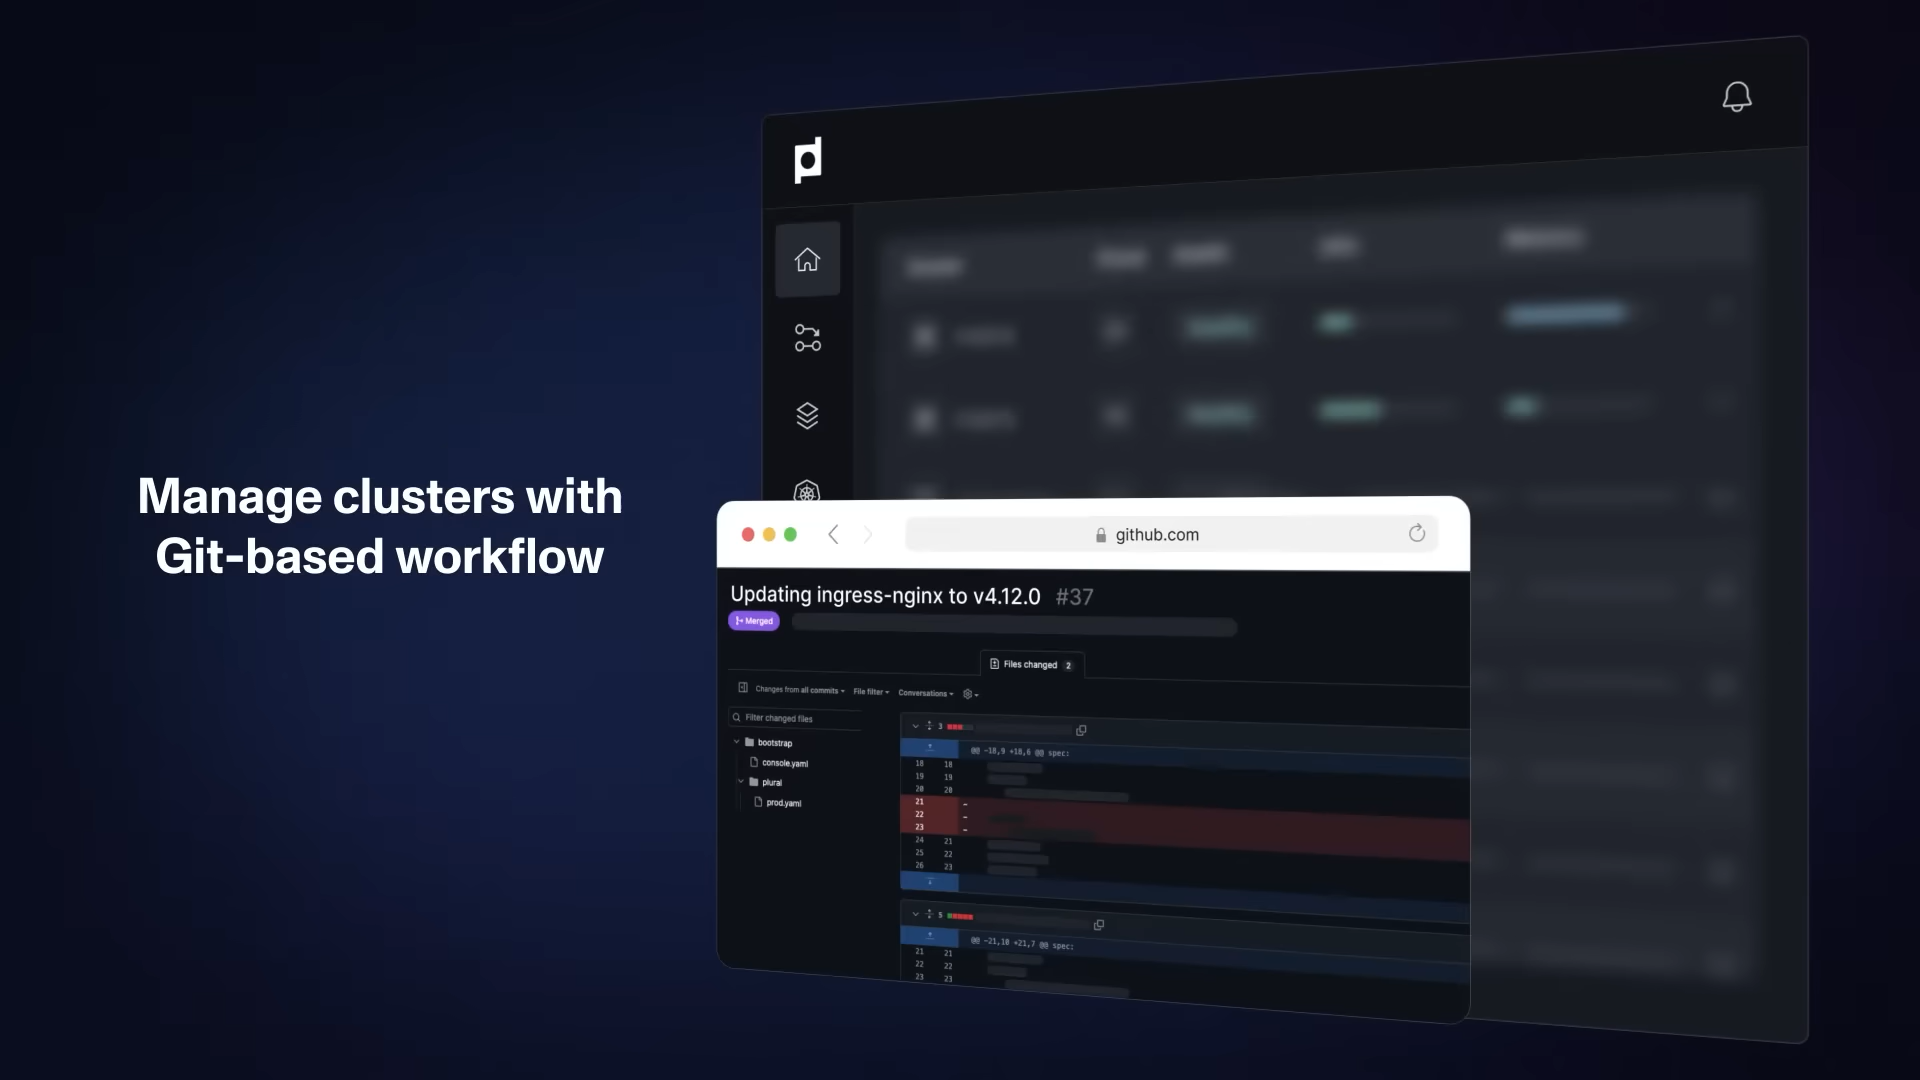 Manage clusters with
Git-based workflow
github.com
Updating ingress-nginx to v4.12.0 #37
Merged
Files changed 2
Changes from all commits File filter Conversations
Filter changed files
bootstrap
console.yaml
plural
prod.yaml
3
@@ -18,9 +18,6 @@ spec:
18 18
19 19
20 20
21 -
22 -
23 -
24 21
25 22
26 23
5
@@ -21,10 +21,7 @@ spec:
21 21
22 22
23 23